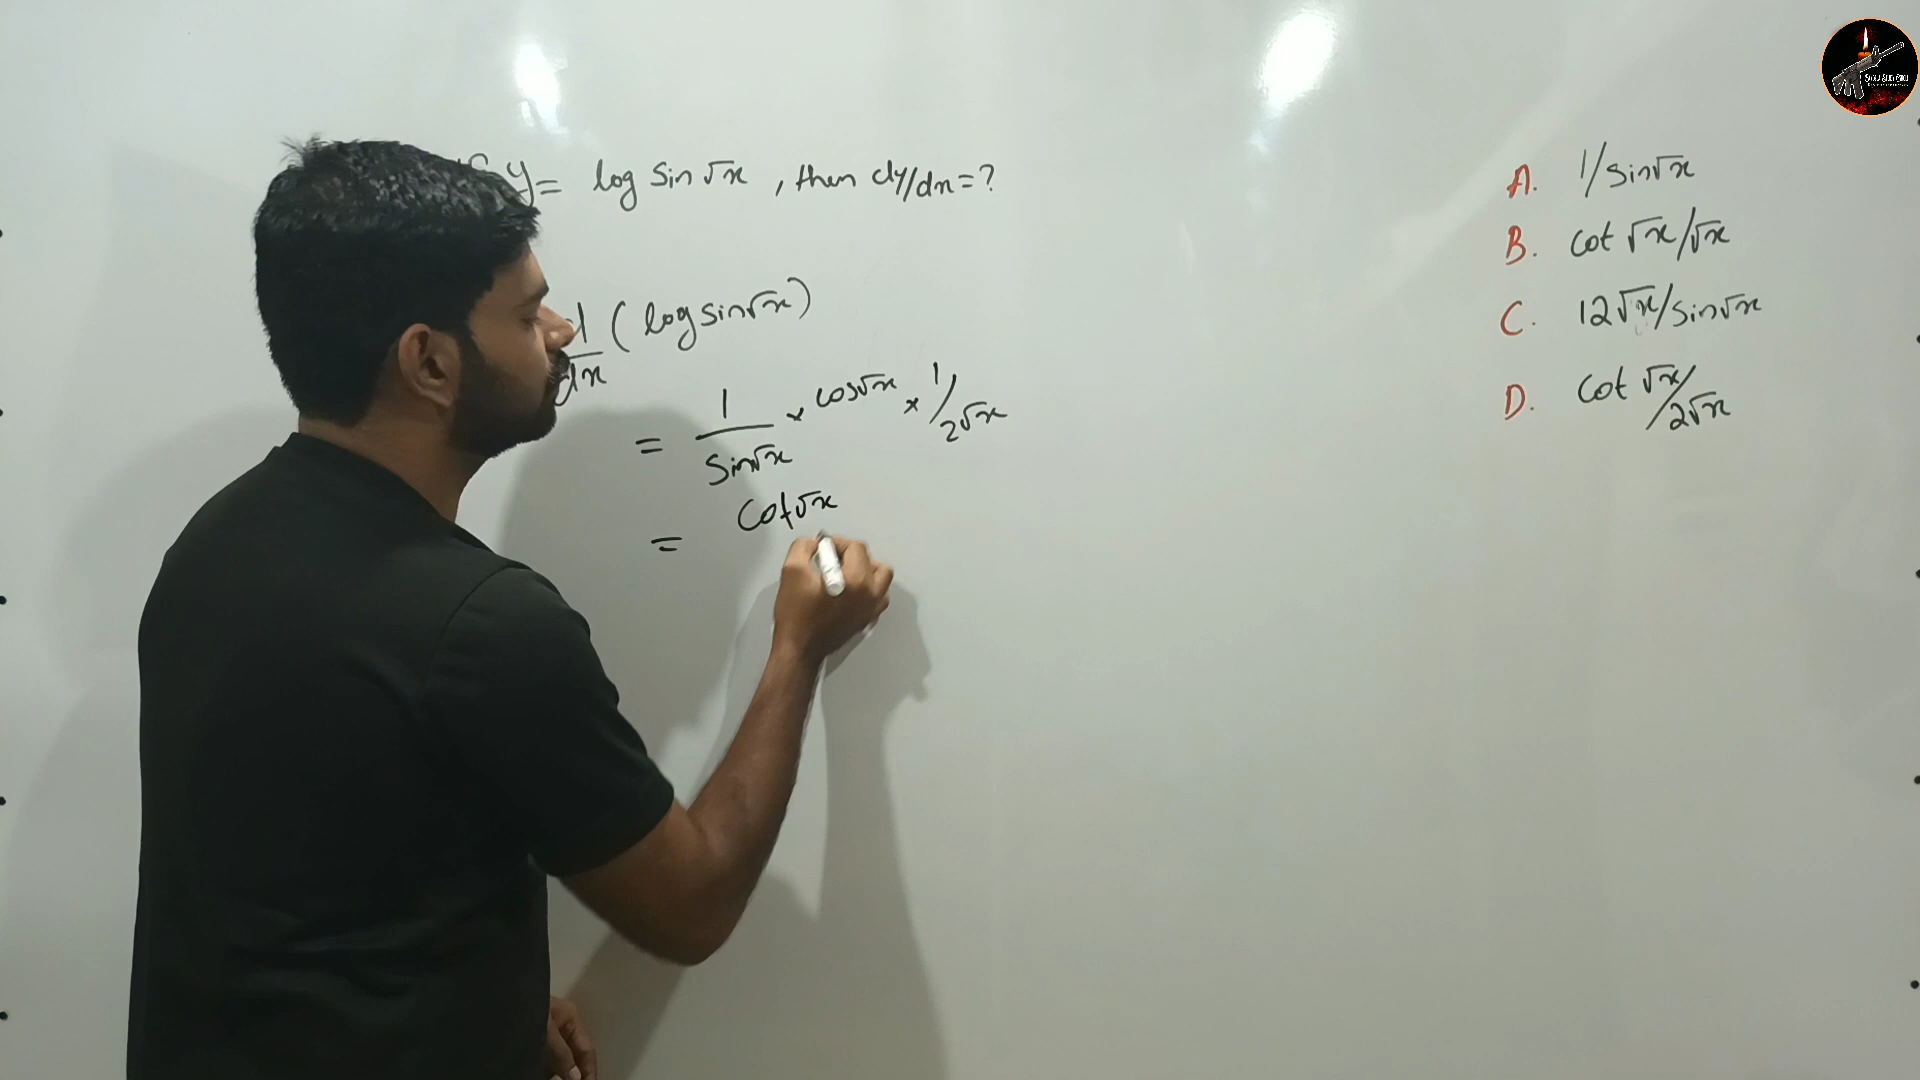 y = log sin √x , then dy/dx = ?
d/dx ( log sin√x )
= 1/sin√x × cos√x × 1/2√x
= cot√x
A. 1/sin√x
B. cot √x/√x
C. 12√x/sin√x
D. cot √x/2√x